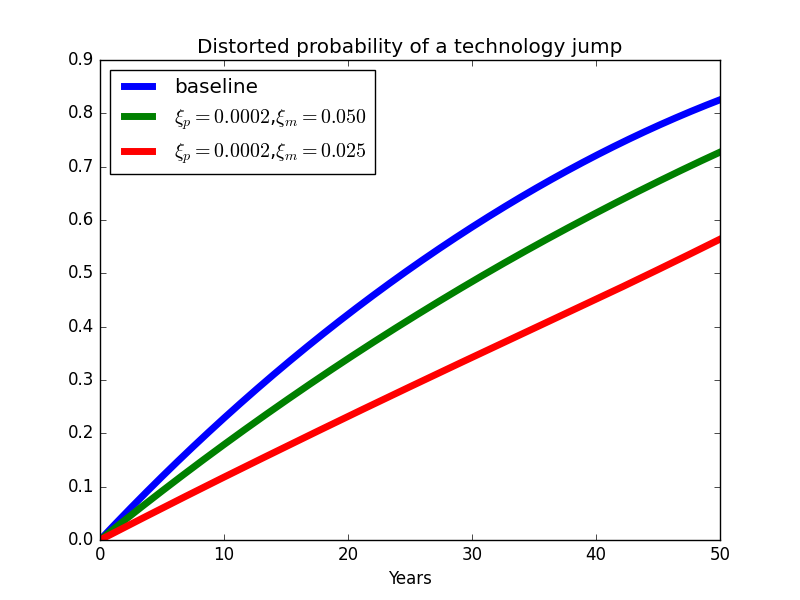 Distorted probability of a technology jump
0.9
0.8
0.7
0.6
0.5
0.4
0.3
0.2
0.1
0.0
baseline
ξₚ = 0.0002,ξₘ = 0.050
ξₚ = 0.0002,ξₘ = 0.025
0 10 20 30 40 50
Years